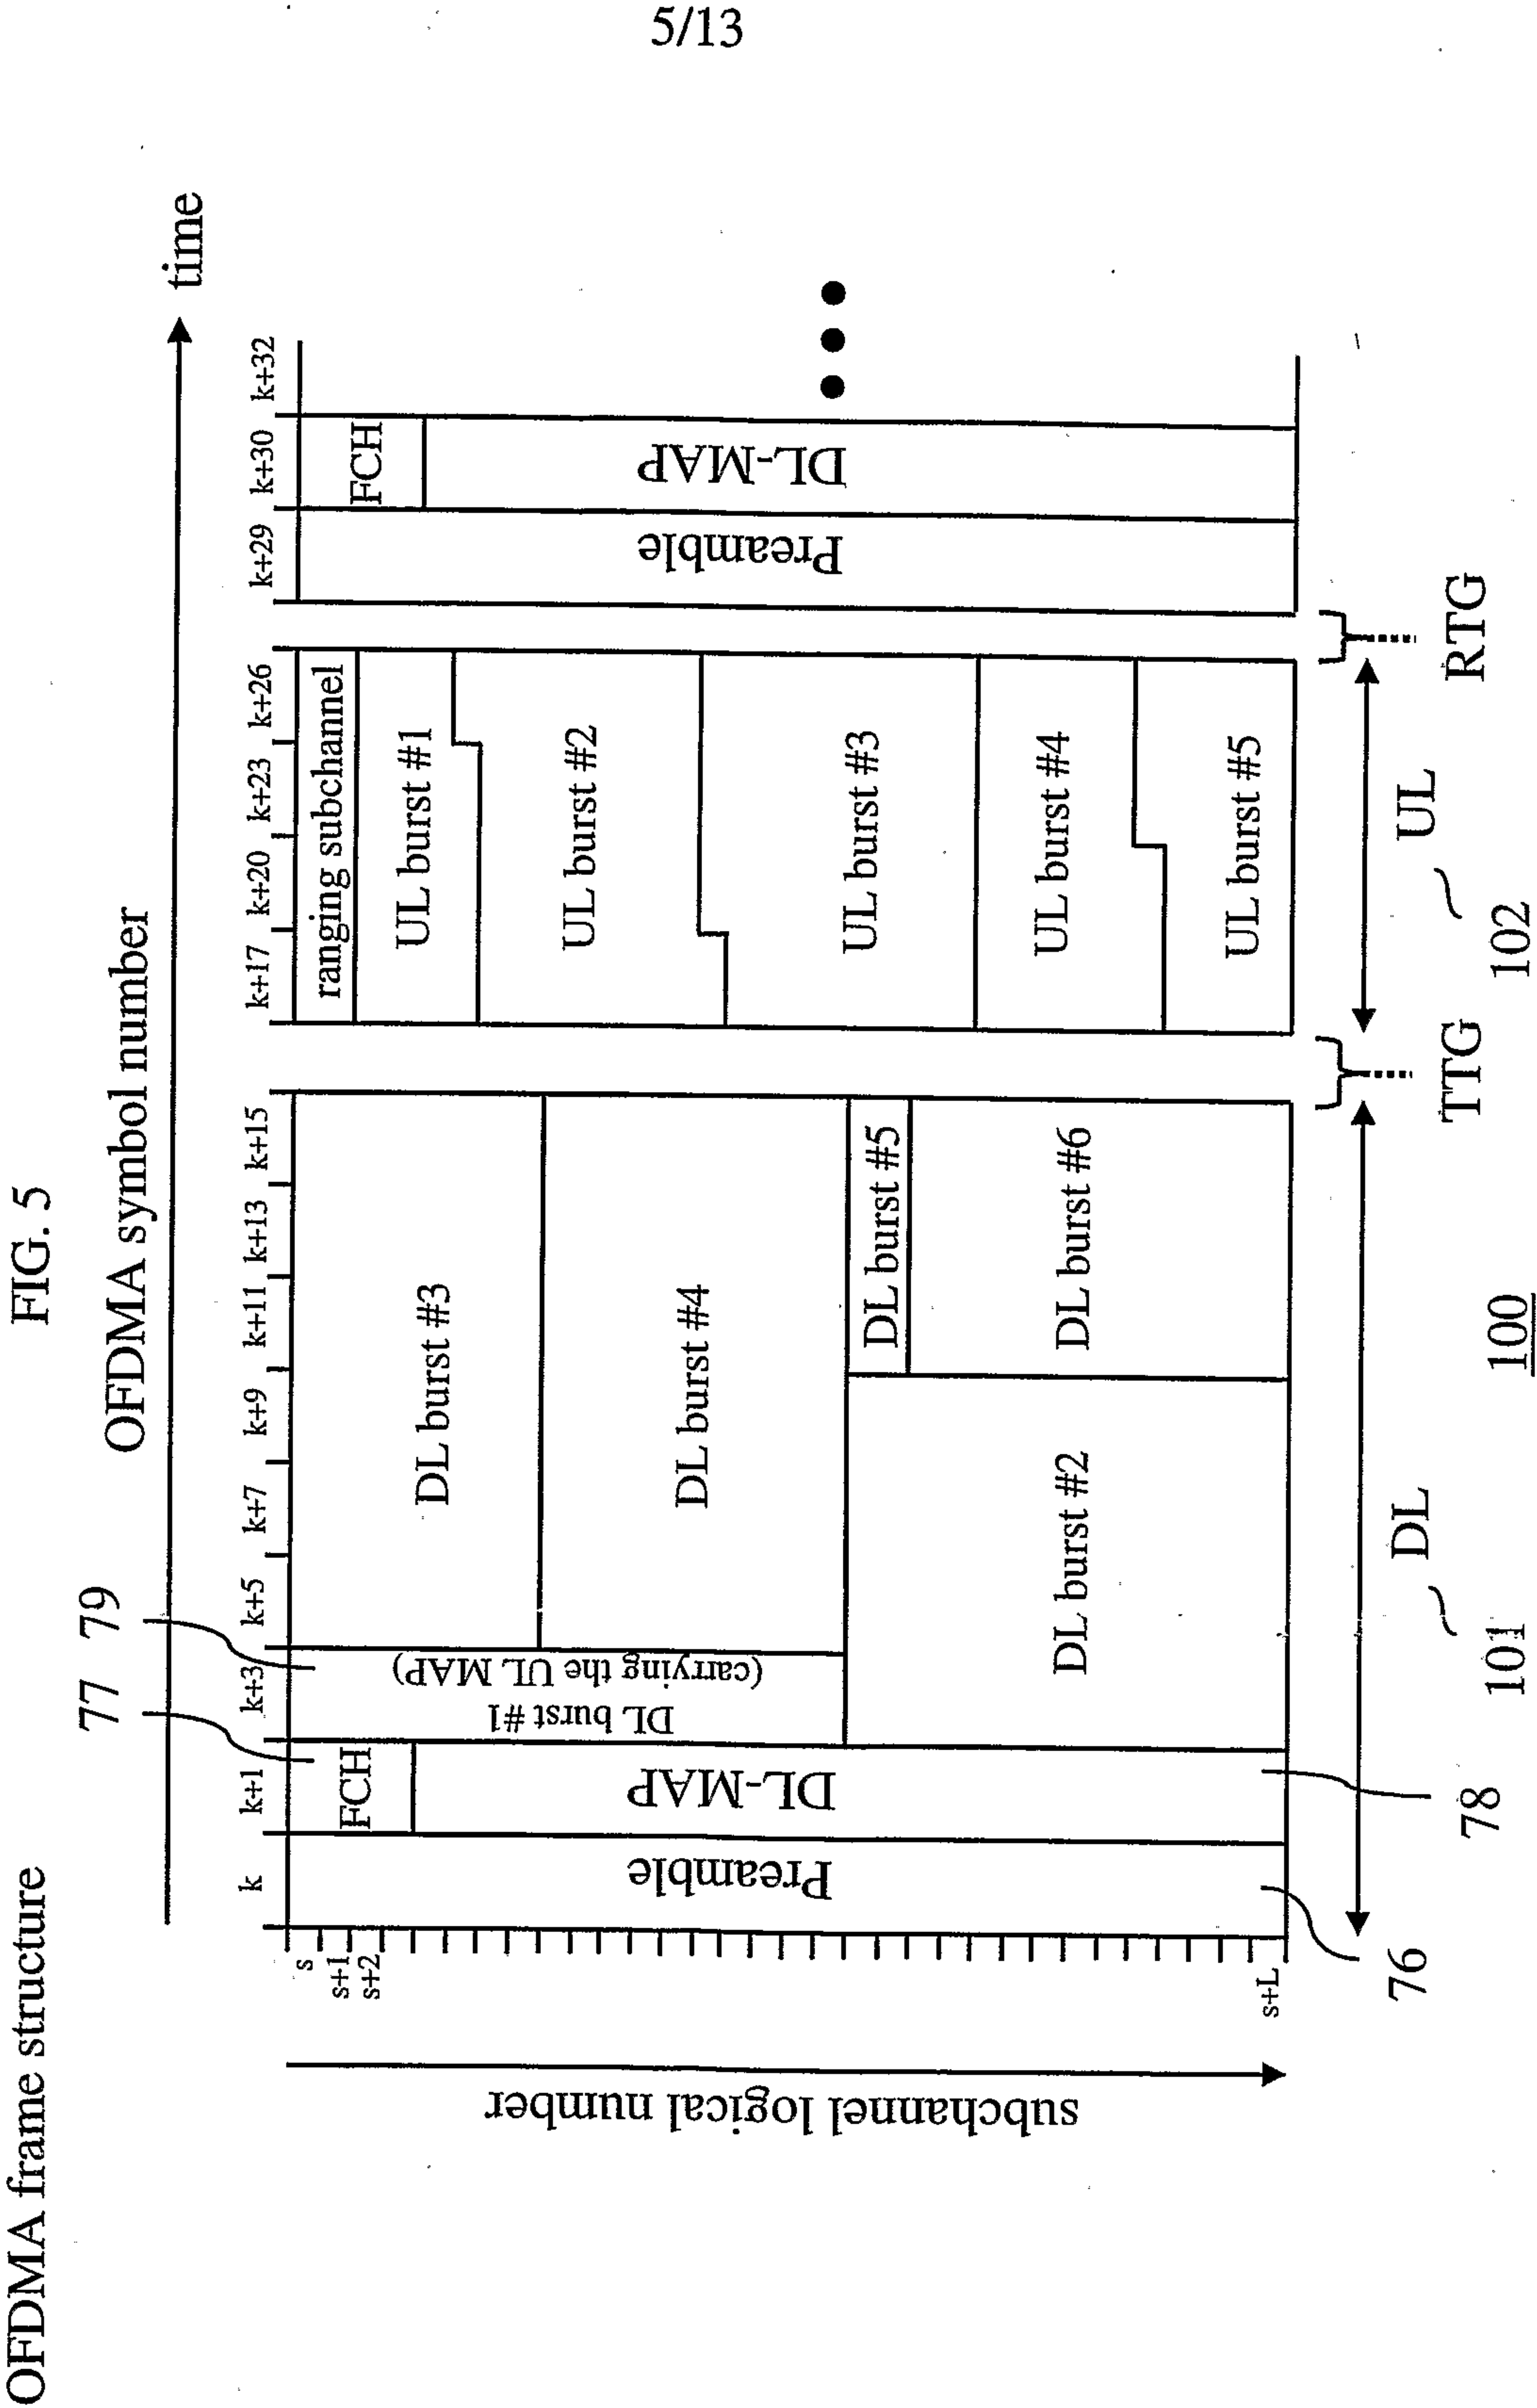 5/13
OFDMA frame structure
FIG. 5
OFDMA symbol number
time
77
79
k
k+1
k+3
k+5
k+7
k+9
k+11
k+13
k+15
k+17
k+20
k+23
k+26
k+29
k+30
k+32
subchannel logical number
s
s+1
s+2
s+L
Preamble
FCH
DL-MAP
DL burst #1
(carrying the UL MAP)
DL burst #3
DL burst #4
DL burst #2
DL burst #5
DL burst #6
ranging subchannel
UL burst #1
UL burst #2
UL burst #3
UL burst #4
UL burst #5
Preamble
FCH
DL-MAP
76
78
DL
TTG
UL
RTG
101
100
102